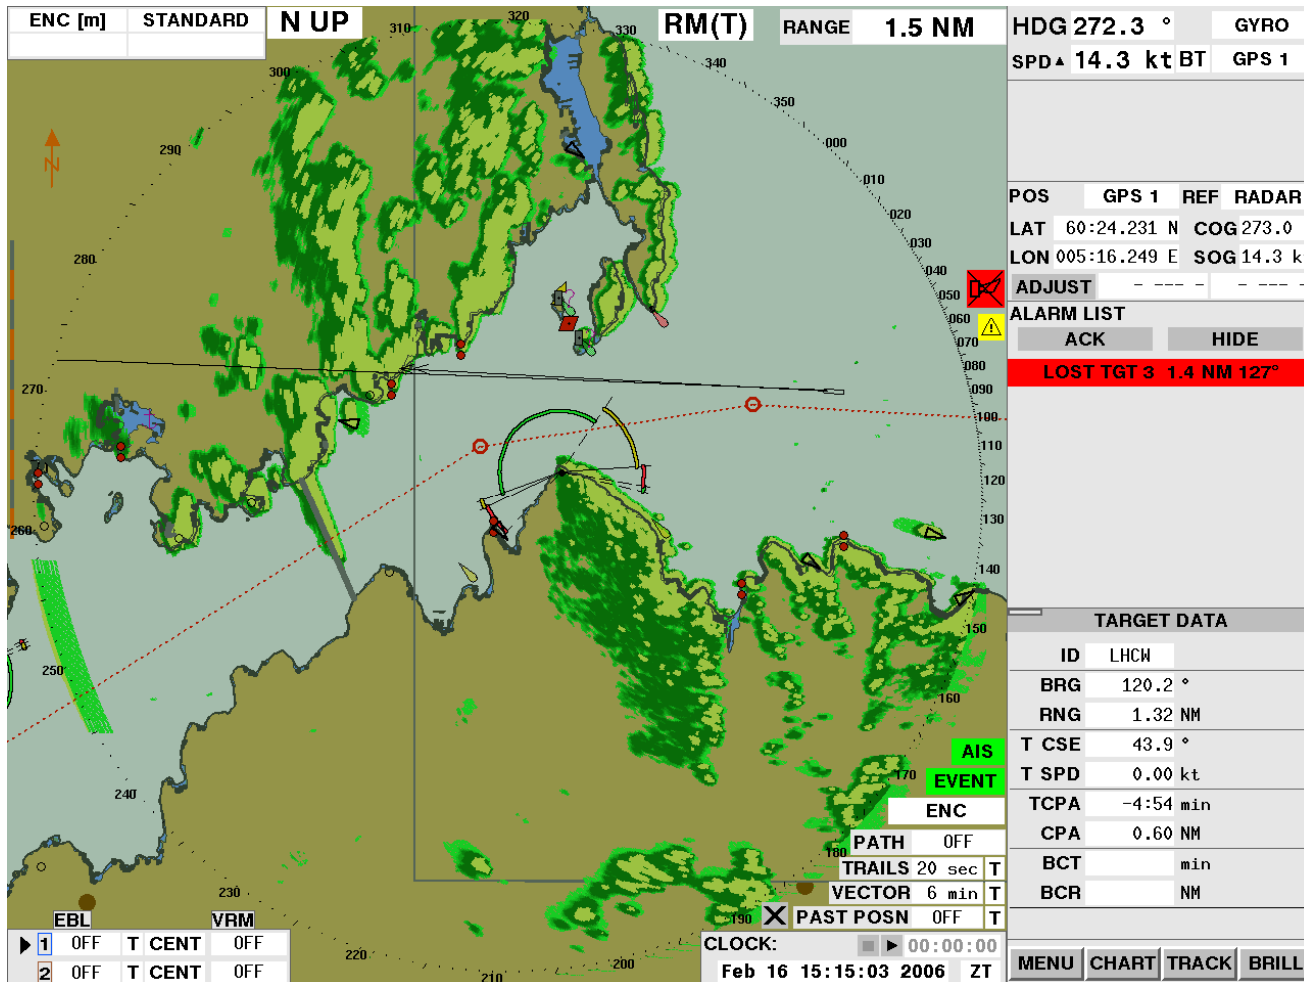 ENC [m] STANDARD
N UP
RM(T)
RANGE 1.5 NM
HDG 272.3 ° GYRO
SPD 14.3 kt BT GPS 1
POS GPS 1 REF RADAR
LAT 60:24.231 N COG 273.0
LON 005:16.249 E SOG 14.3 k
ADJUST - --- - - --- -
ALARM LIST
ACK HIDE
LOST TGT 3 1.4 NM 127°
TARGET DATA
ID LHCW
BRG 120.2 °
RNG 1.32 NM
T CSE 43.9 °
T SPD 0.00 kt
TCPA -4:54 min
CPA 0.60 NM
BCT min
BCR NM
MENU CHART TRACK BRILL
N
310
320
330
340
350
000
010
020
030
040
050
060
070
080
090
100
110
120
130
140
150
160
170
180
190
200
210
220
230
240
250
260
270
280
290
300
AIS
EVENT
ENC
PATH OFF
TRAILS 20 sec T
VECTOR 6 min T
PAST POSN OFF T
CLOCK: 00:00:00
Feb 16 15:15:03 2006 ZT
EBL VRM
1 OFF T CENT OFF
2 OFF T CENT OFF